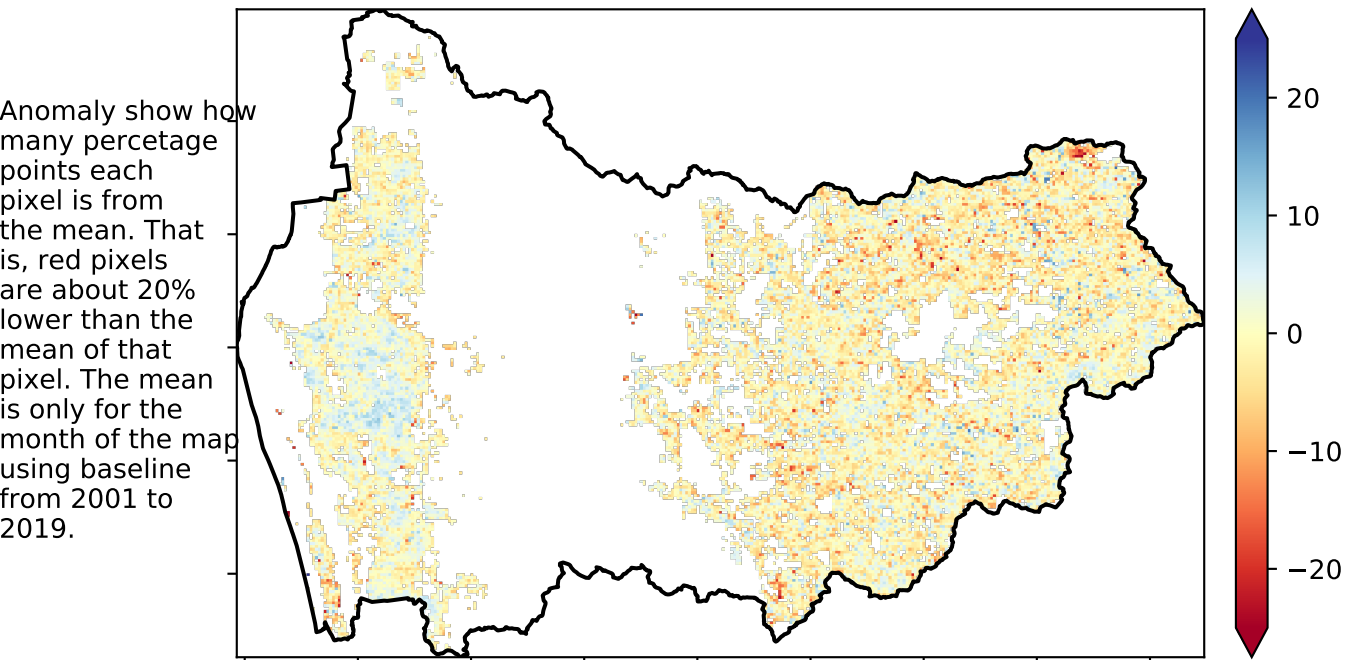 Anomaly show how
many percetage
points each
pixel is from
the mean. That
is, red pixels
are about 20%
lower than the
mean of that
pixel. The mean
is only for the
month of the map
using baseline
from 2001 to
2019.
20
10
0
−10
−20